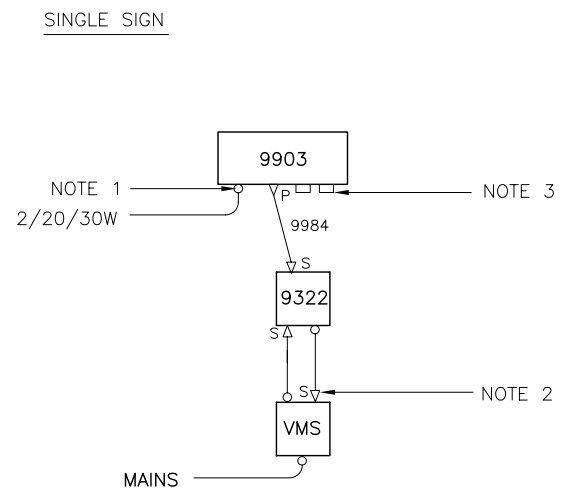 SINGLE SIGN
9903
NOTE 1
P
NOTE 3
2/20/30W
9984
S
9322
S
S
NOTE 2
VMS
MAINS